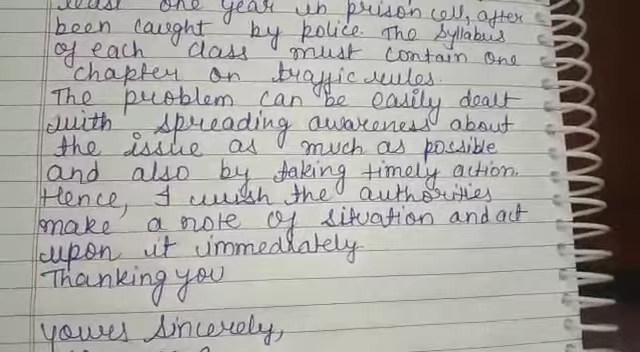 least one year in prison cell, after
been caught by police. The Syllabus
of each class must contain one
chapter on traffic rules.
The problem can be easily dealt
with spreading awareness about
the issue as much as possible
and also by taking timely action.
Hence, I wish the authorities
make a note of situation and act
upon it immediately.
Thanking you
yours sincerely,